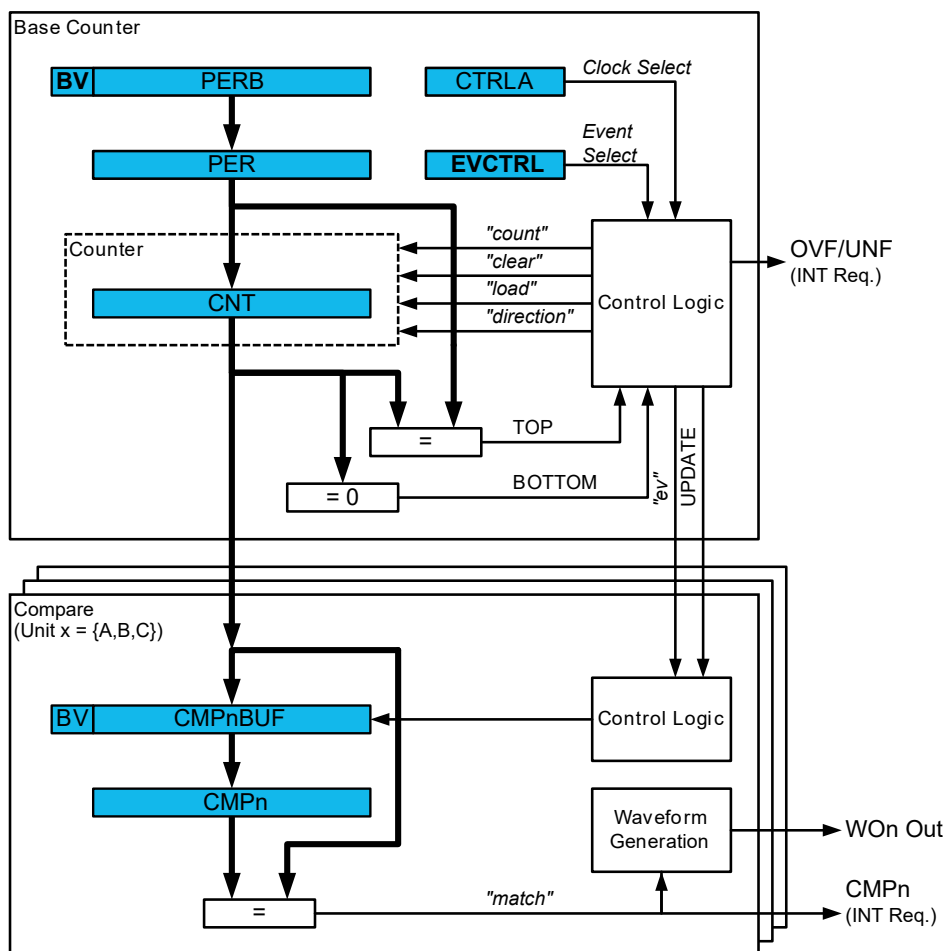 Base Counter
BV
PERB
CTRLA
Clock Select
PER
EVCTRL
Event
Select
Counter
CNT
"count"
"clear"
"load"
"direction"
Control Logic
OVF/UNF
(INT Req.)
=
TOP
= 0
BOTTOM
"ev"
UPDATE
Compare
(Unit x = {A,B,C})
BV
CMPnBUF
Control Logic
CMPn
Waveform
Generation
WOn Out
=
"match"
CMPn
(INT Req.)